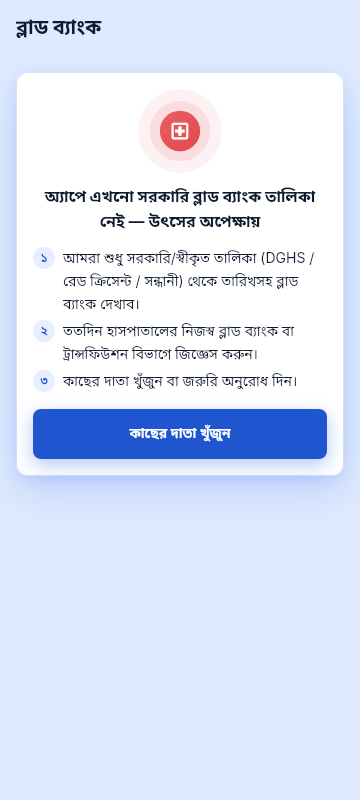 ব্লাড ব্যাংক
অ্যাপে এখনো সরকারি ব্লাড ব্যাংক তালিকা
নেই — উৎসের অপেক্ষায়
১ আমরা শুধু সরকারি/স্বীকৃত তালিকা (DGHS /
রেড ক্রিসেন্ট / সন্ধানী) থেকে তারিখসহ ব্লাড
ব্যাংক দেখাব।
২ ততদিন হাসপাতালের নিজস্ব ব্লাড ব্যাংক বা
ট্রান্সফিউশন বিভাগে জিজ্ঞেস করুন।
৩ কাছের দাতা খুঁজুন বা জরুরি অনুরোধ দিন।
কাছের দাতা খুঁজুন